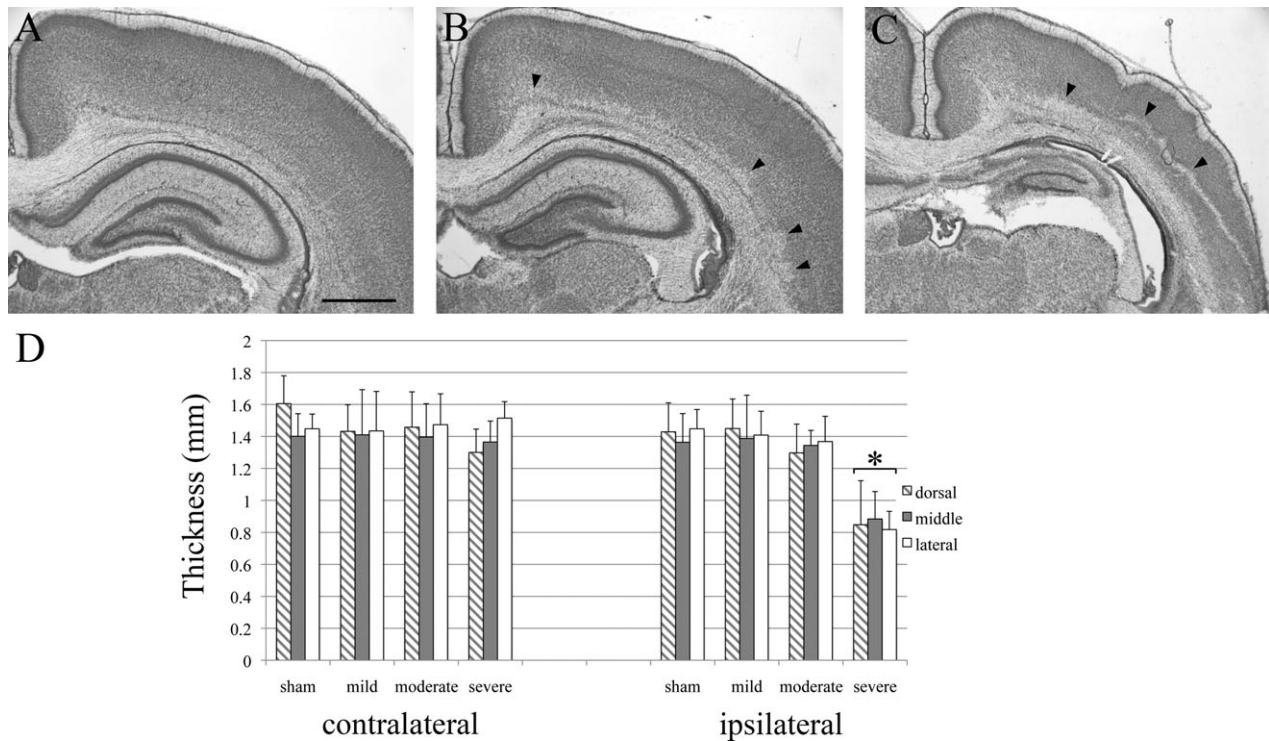 A
B
C
D
Thickness (mm)
2
1.8
1.6
1.4
1.2
1
0.8
0.6
0.4
0.2
0
*
dorsal
middle
lateral
sham mild moderate severe sham mild moderate severe
contralateral ipsilateral